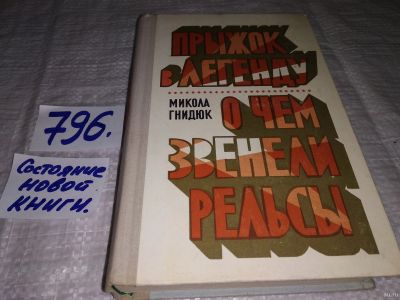 ПРЫЖОК
в ЛЕГЕНДУ
МИКОЛА
ГНИДЮК
О ЧЕМ
ЗВЕНЕЛИ
РЕЛЬСЫ
796.
Состояние
новой
книги.